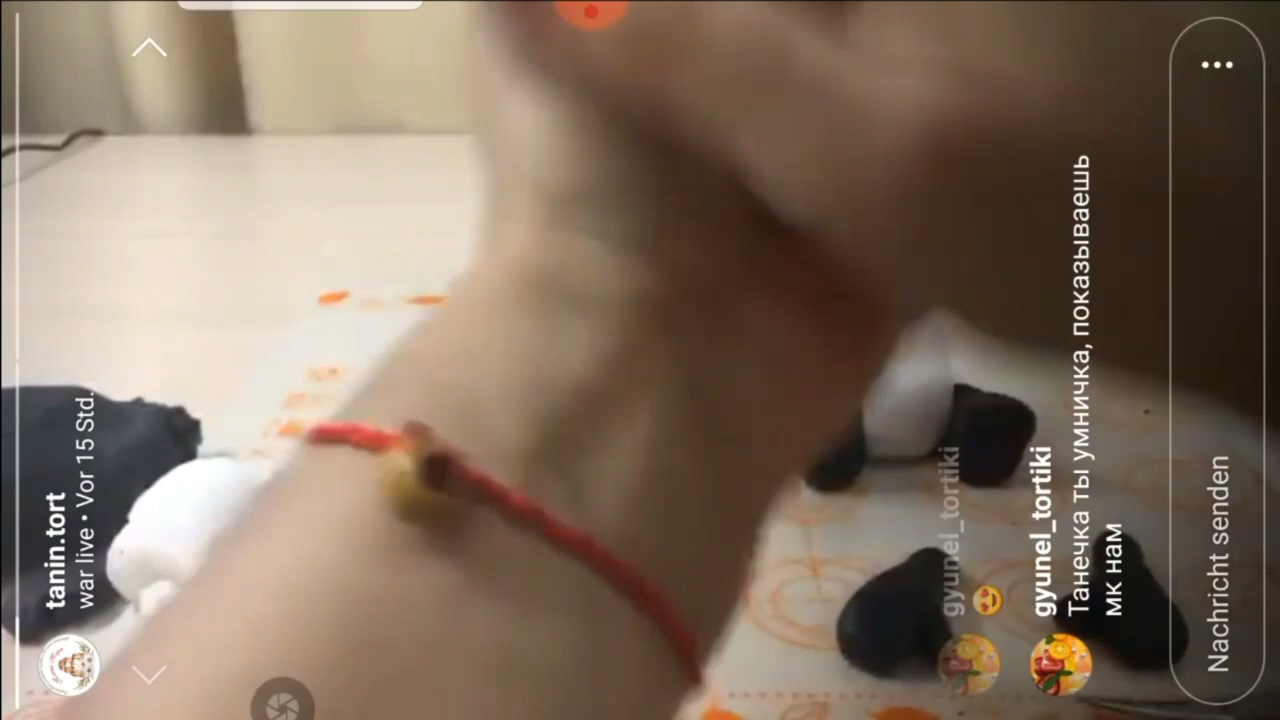 tanin.tort
war live • Vor 15 Std.
gyunel_tortiki
😍
gyunel_tortiki
Танечка ты умничка, показываешь
мк нам
Nachricht senden